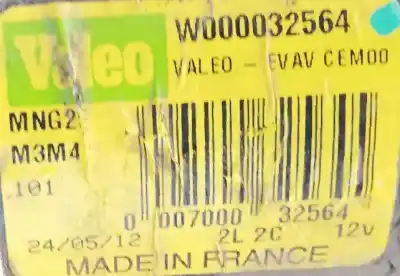 Valeo
W000032564
VALEO - EVAV CEM00
MNG2
M3M4
.101
0 007000 32564
24/05/12 2L 2C 12v
MADE IN FRANCE